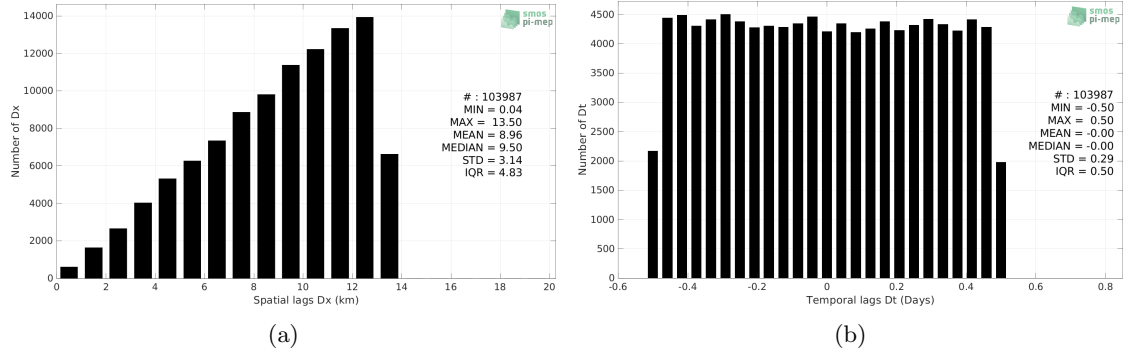 14000
12000
10000
8000
6000
4000
2000
0
Number of Dx
smos
pi-mep
# : 103987
MIN = 0.04
MAX = 13.50
MEAN = 8.96
MEDIAN = 9.50
STD = 3.14
IQR = 4.83
0 2 4 6 8 10 12 14 16 18 20
Spatial lags Dx (km)
(a)
4500
4000
3500
3000
2500
2000
1500
1000
500
0
Number of Dt
smos
pi-mep
# : 103987
MIN = -0.50
MAX = 0.50
MEAN = -0.00
MEDIAN = -0.00
STD = 0.29
IQR = 0.50
-0.6 -0.4 -0.2 0 0.2 0.4 0.6 0.8
Temporal lags Dt (Days)
(b)